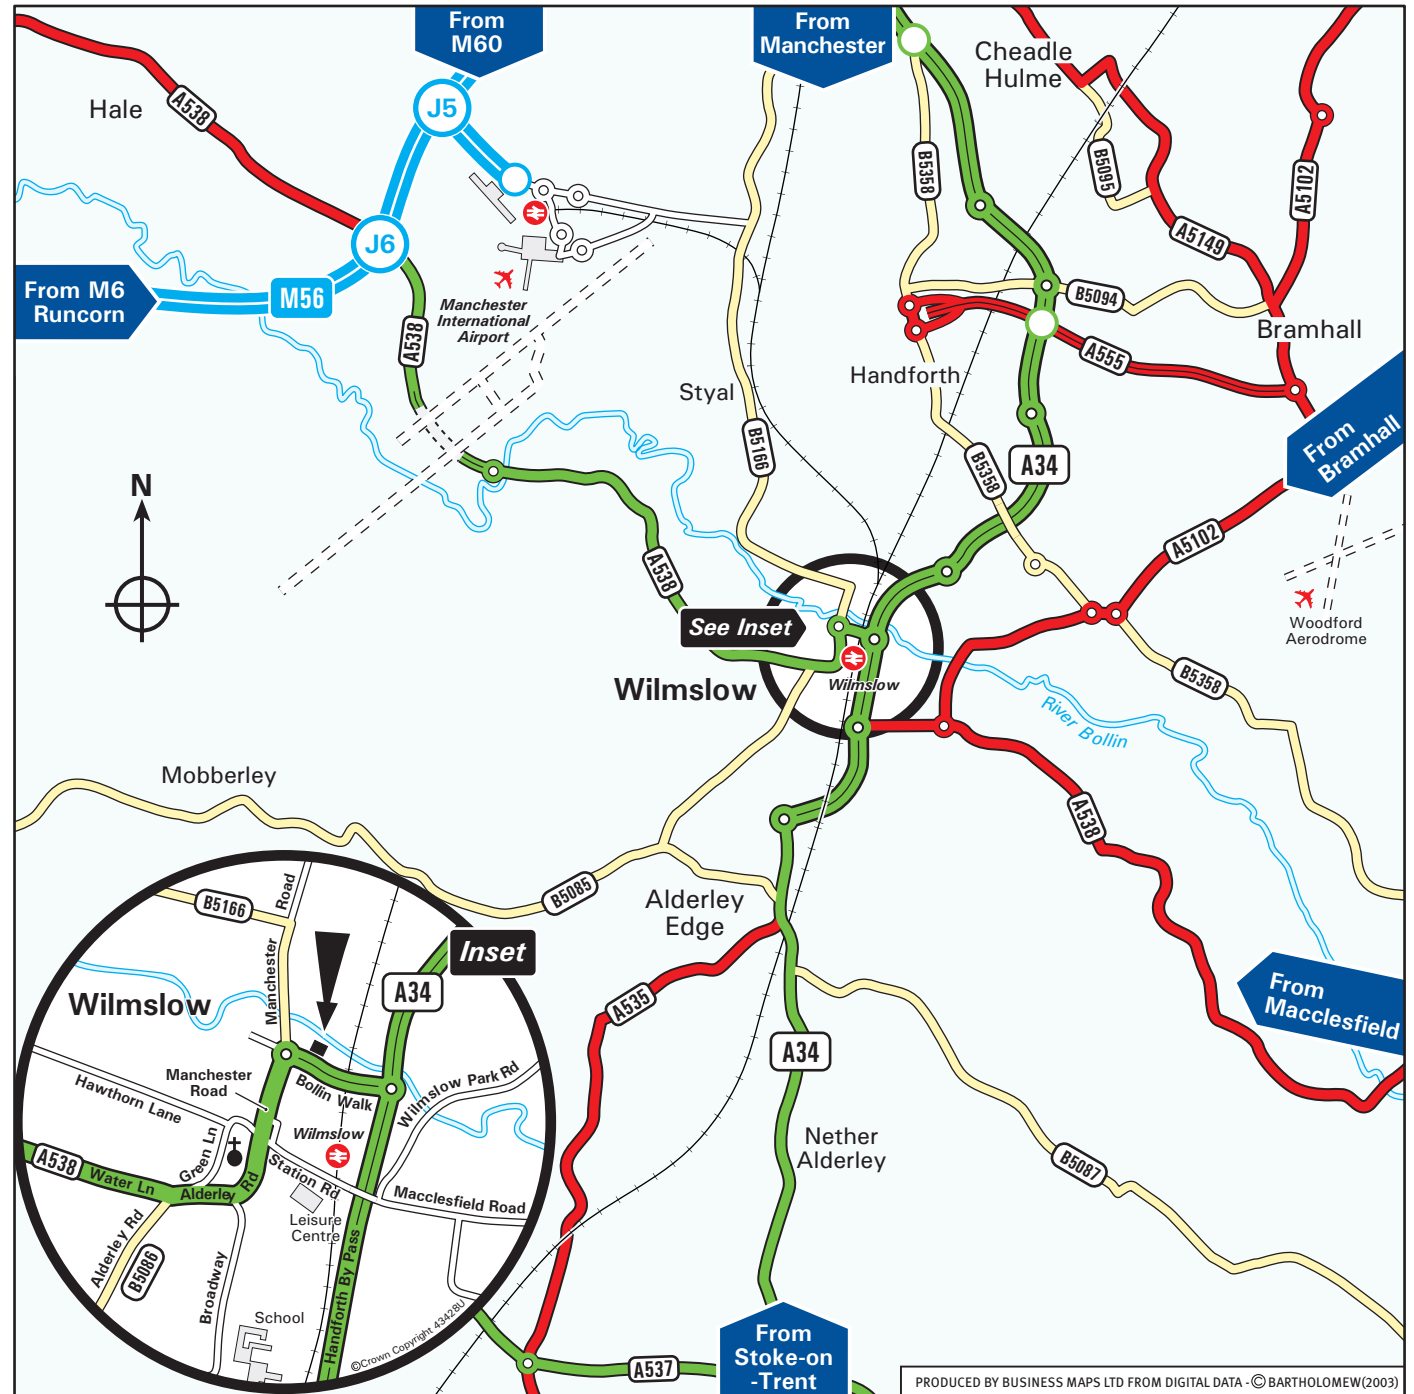 From
M60
From
Manchester
Cheadle
Hulme
Hale
A538
J5
B5358
B5095
A5102
A5149
J6
From M6
Runcorn
M56
Manchester
International
Airport
A538
B5094
Bramhall
A555
Handforth
Styal
From
Bramhall
B5166
B5358
A34
N
A5102
A538
See Inset
Woodford
Aerodrome
Wilmslow
Wilmslow
B5358
River Bollin
Mobberley
A538
B5085
Alderley
Edge
From
Macclesfield
A535
A34
Nether
Alderley
B5087
From
Stoke-on
-Trent
A537
Inset
B5166
Road
Manchester
A34
Wilmslow
Manchester
Road
Bollin Walk
Wilmslow Park Rd
Hawthorn Lane
Wilmslow
Green Ln
Station Rd
A538
Water Ln
Alderley
Rd
Macclesfield Road
Leisure
Centre
Alderley Rd
B5086
Broadway
Handforth By Pass
School
©Crown Copyright 43428U
PRODUCED BY BUSINESS MAPS LTD FROM DIGITAL DATA - © BARTHOLOMEW(2003)